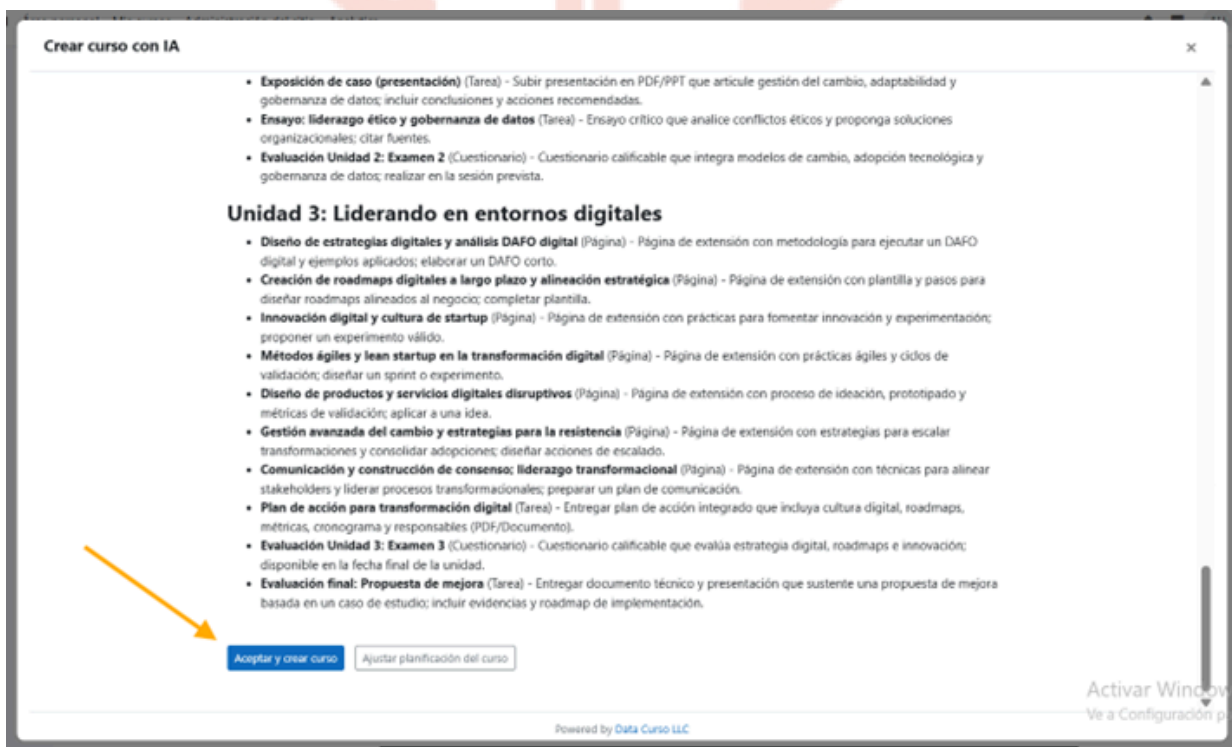 Crear curso con IA
×
• Exposición de caso (presentación) (Tarea) - Subir presentación en PDF/PPT que articule gestión del cambio, adaptabilidad y
gobernanza de datos; incluir conclusiones y acciones recomendadas.
• Ensayo: liderazgo ético y gobernanza de datos (Tarea) - Ensayo crítico que analice conflictos éticos y proponga soluciones
organizacionales; citar fuentes.
• Evaluación Unidad 2: Examen 2 (Cuestionario) - Cuestionario calificable que integra modelos de cambio, adopción tecnológica y
gobernanza de datos; realizar en la sesión prevista.
Unidad 3: Liderando en entornos digitales
• Diseño de estrategias digitales y análisis DAFO digital (Página) - Página de extensión con metodología para ejecutar un DAFO
digital y ejemplos aplicados; elaborar un DAFO corto.
• Creación de roadmaps digitales a largo plazo y alineación estratégica (Página) - Página de extensión con plantilla y pasos para
diseñar roadmaps alineados al negocio; completar plantilla.
• Innovación digital y cultura de startup (Página) - Página de extensión con prácticas para fomentar innovación y experimentación;
proponer un experimento válido.
• Métodos ágiles y lean startup en la transformación digital (Página) - Página de extensión con prácticas ágiles y ciclos de
validación; diseñar un sprint o experimento.
• Diseño de productos y servicios digitales disruptivos (Página) - Página de extensión con proceso de ideación, prototipado y
métricas de validación; aplicar a una idea.
• Gestión avanzada del cambio y estrategias para la resistencia (Página) - Página de extensión con estrategias para escalar
transformaciones y consolidar adopciones; diseñar acciones de escalado.
• Comunicación y construcción de consenso; liderazgo transformacional (Página) - Página de extensión con técnicas para alinear
stakeholders y liderar procesos transformacionales; preparar un plan de comunicación.
• Plan de acción para transformación digital (Tarea) - Entregar plan de acción integrado que incluya cultura digital, roadmaps,
métricas, cronograma y responsables (PDF/Documento).
• Evaluación Unidad 3: Examen 3 (Cuestionario) - Cuestionario calificable que evalúa estrategia digital, roadmaps e innovación;
disponible en la fecha final de la unidad.
• Evaluación final: Propuesta de mejora (Tarea) - Entregar documento técnico y presentación que sustente una propuesta de mejora
basada en un caso de estudio; incluir evidencias y roadmap de implementación.
Aceptar y crear curso Ajustar planificación del curso
Activar Window
Ve a Configuración p
Powered by Data Curso LLC